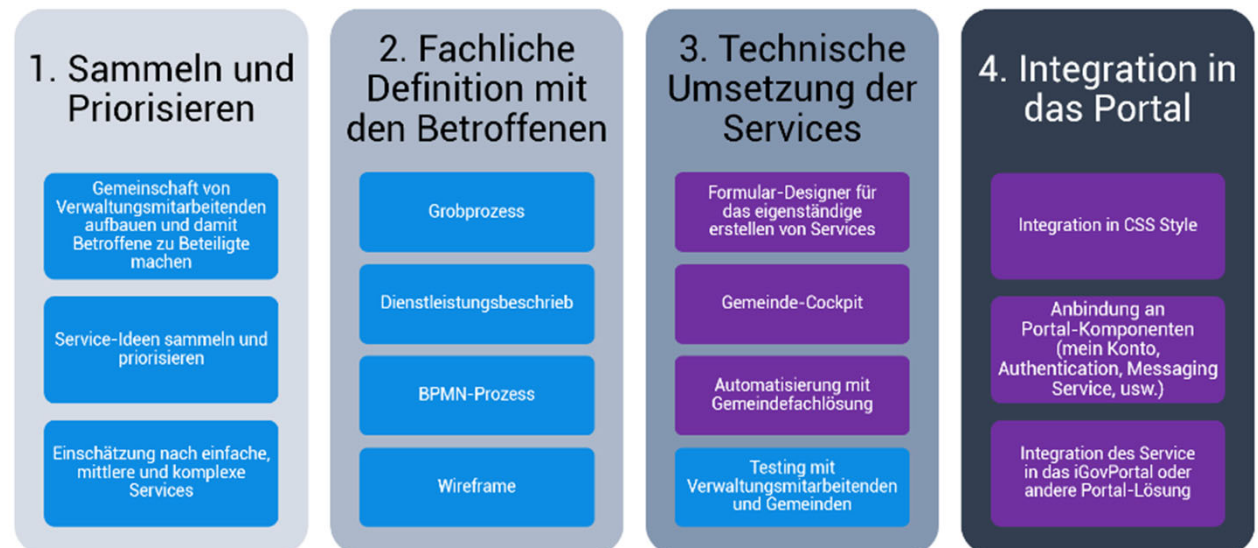 1. Sammeln und
Priorisieren
Gemeinschaft von
Verwaltungsmitarbeitenden
aufbauen und damit
Betroffene zu Beteiligte
machen
Service-Ideen sammeln und
priorisieren
Einschätzung nach einfache,
mittlere und komplexe
Services
2. Fachliche
Definition mit
den Betroffenen
Grobprozess
Dienstleistungsbeschrieb
BPMN-Prozess
Wireframe
3. Technische
Umsetzung der
Services
Formular-Designer für
das eigenständige
erstellen von Services
Gemeinde-Cockpit
Automatisierung mit
Gemeindefachlösung
Testing mit
Verwaltungsmitarbeitenden
und Gemeinden
4. Integration in
das Portal
Integration in CSS Style
Anbindung an
Portal-Komponenten
(mein Konto,
Authentication, Messaging
Service, usw.)
Integration des Service
in das iGovPortal oder
andere Portal-Lösung